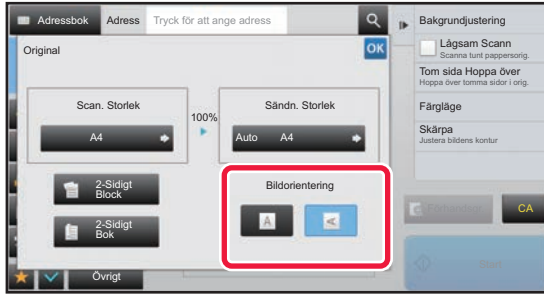 Adressbok
Adress
Tryck för att ange adress
Original
OK
Scan. Storlek
A4
100%
Sändn. Storlek
Auto A4
2-Sidigt
Block
2-Sidigt
Bok
Bildorientering
A
A
Övrigt
Bakgrundjustering
Lågsam Scann
Scanna tunt pappersorig.
Tom sida Hoppa över
Hoppa över tomma sidor i orig.
Färgläge
Skärpa
Justera bildens kontur
CA
Start